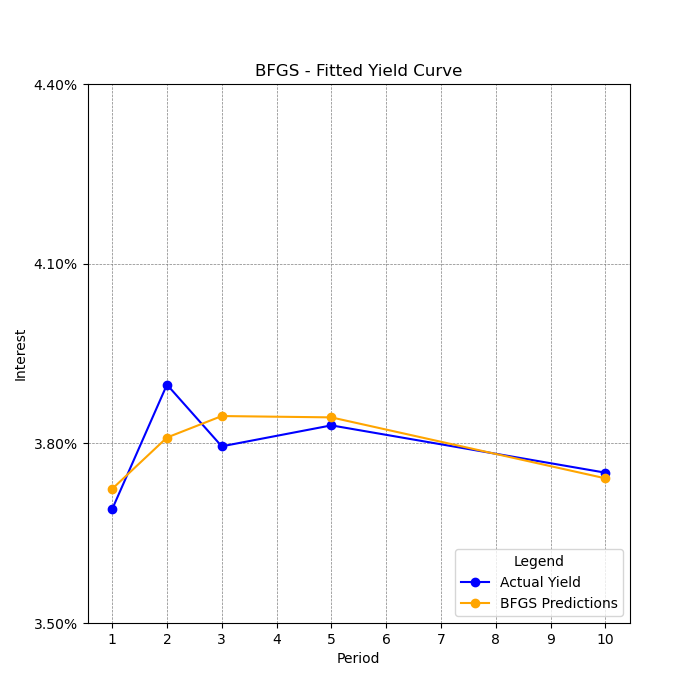 BFGS - Fitted Yield Curve
4.40%
4.10%
3.80%
3.50%
Interest
1 2 3 4 5 6 7 8 9 10
Period
Legend
Actual Yield
BFGS Predictions